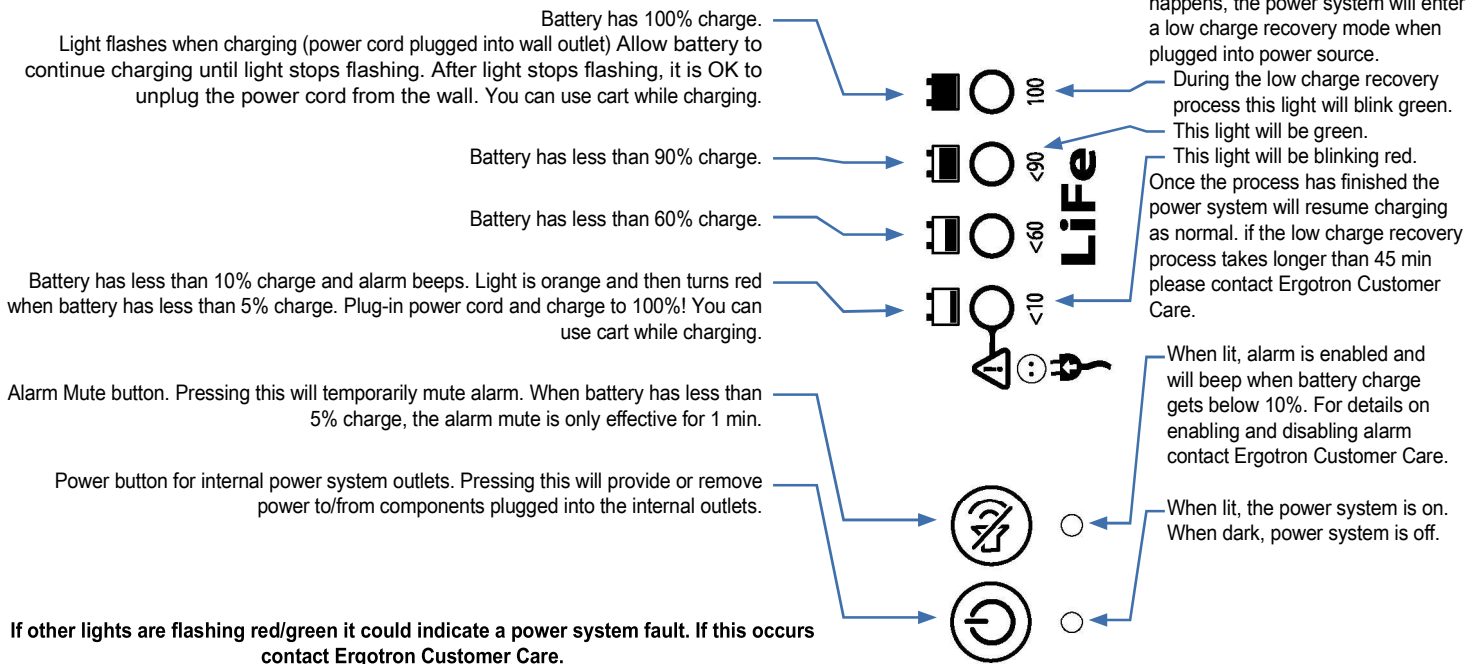 Battery has 100% charge.
Light flashes when charging (power cord plugged into wall outlet) Allow battery to
continue charging until light stops flashing. After light stops flashing, it is OK to
unplug the power cord from the wall. You can use cart while charging.
Battery has less than 90% charge.
Battery has less than 60% charge.
Battery has less than 10% charge and alarm beeps. Light is orange and then turns red
when battery has less than 5% charge. Plug-in power cord and charge to 100%! You can
use cart while charging.
Alarm Mute button. Pressing this will temporarily mute alarm. When battery has less than
5% charge, the alarm mute is only effective for 1 min.
Power button for internal power system outlets. Pressing this will provide or remove
power to/from components plugged into the internal outlets.
If other lights are flashing red/green it could indicate a power system fault. If this occurs
contact Ergotron Customer Care.
100
<90
<60
<10
LiFe
happens, the power system will enter
a low charge recovery mode when
plugged into power source.
During the low charge recovery
process this light will blink green.
This light will be green.
This light will be blinking red.
Once the process has finished the
power system will resume charging
as normal. if the low charge recovery
process takes longer than 45 min
please contact Ergotron Customer
Care.
When lit, alarm is enabled and
will beep when battery charge
gets below 10%. For details on
enabling and disabling alarm
contact Ergotron Customer Care.
When lit, the power system is on.
When dark, power system is off.